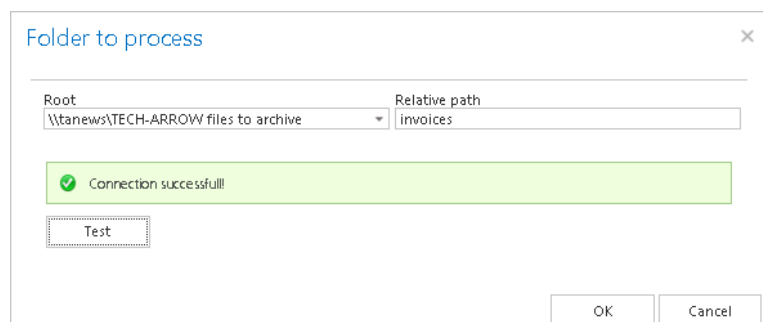 Folder to process
Root
Relative path
\\tanews\TECH-ARROW files to archive
invoices
Connection successfull!
Test
OK
Cancel